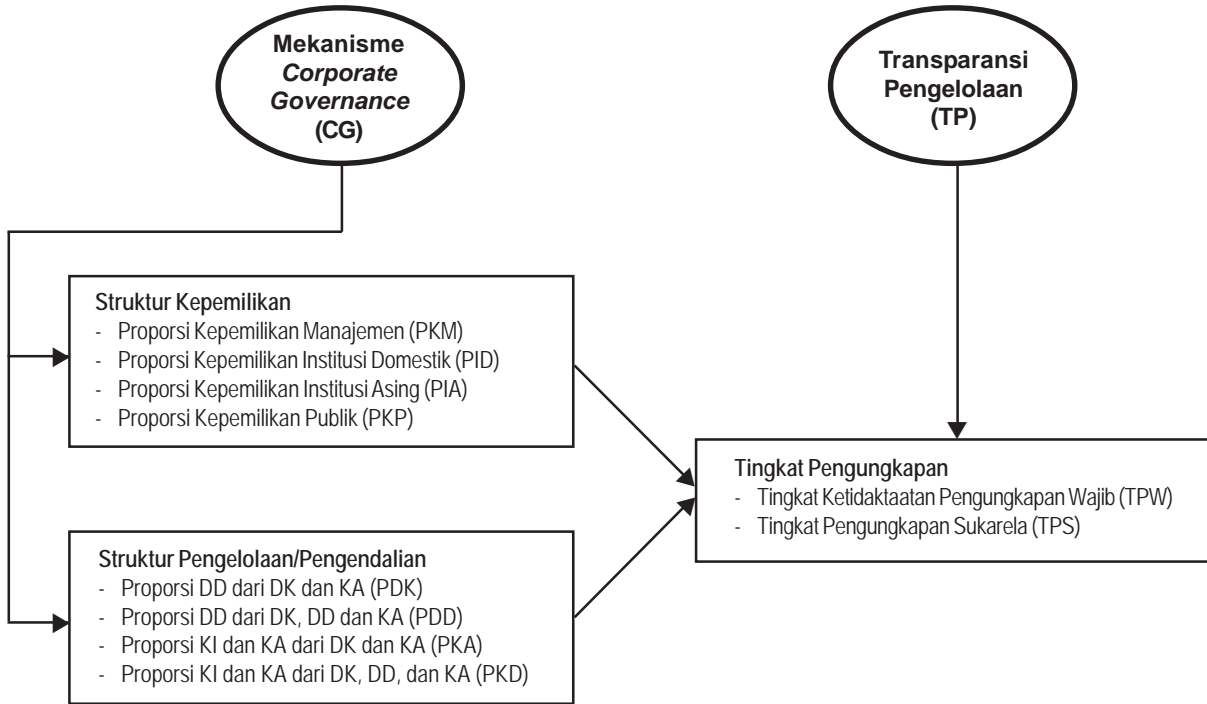 Mekanisme
Corporate
Governance
(CG)
Transparansi
Pengelolaan
(TP)
Struktur Kepemilikan
- Proporsi Kepemilikan Manajemen (PKM)
- Proporsi Kepemilikan Institusi Domestik (PID)
- Proporsi Kepemilikan Institusi Asing (PIA)
- Proporsi Kepemilikan Publik (PKP)
Tingkat Pengungkapan
- Tingkat Ketidaktaatan Pengungkapan Wajib (TPW)
- Tingkat Pengungkapan Sukarela (TPS)
Struktur Pengelolaan/Pengendalian
- Proporsi DD dari DK dan KA (PDK)
- Proporsi DD dari DK, DD dan KA (PDD)
- Proporsi KI dan KA dari DK dan KA (PKA)
- Proporsi KI dan KA dari DK, DD, dan KA (PKD)